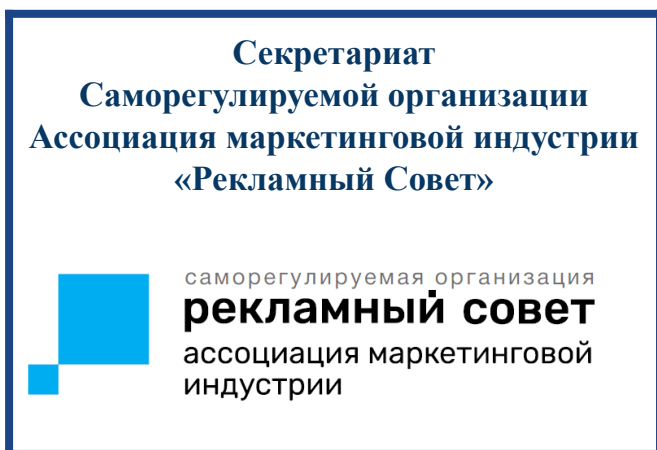 Секретариат
Саморегулируемой организации
Ассоциация маркетинговой индустрии
«Рекламный Совет»
саморегулируемая организация
рекламный совет
ассоциация маркетинговой
индустрии